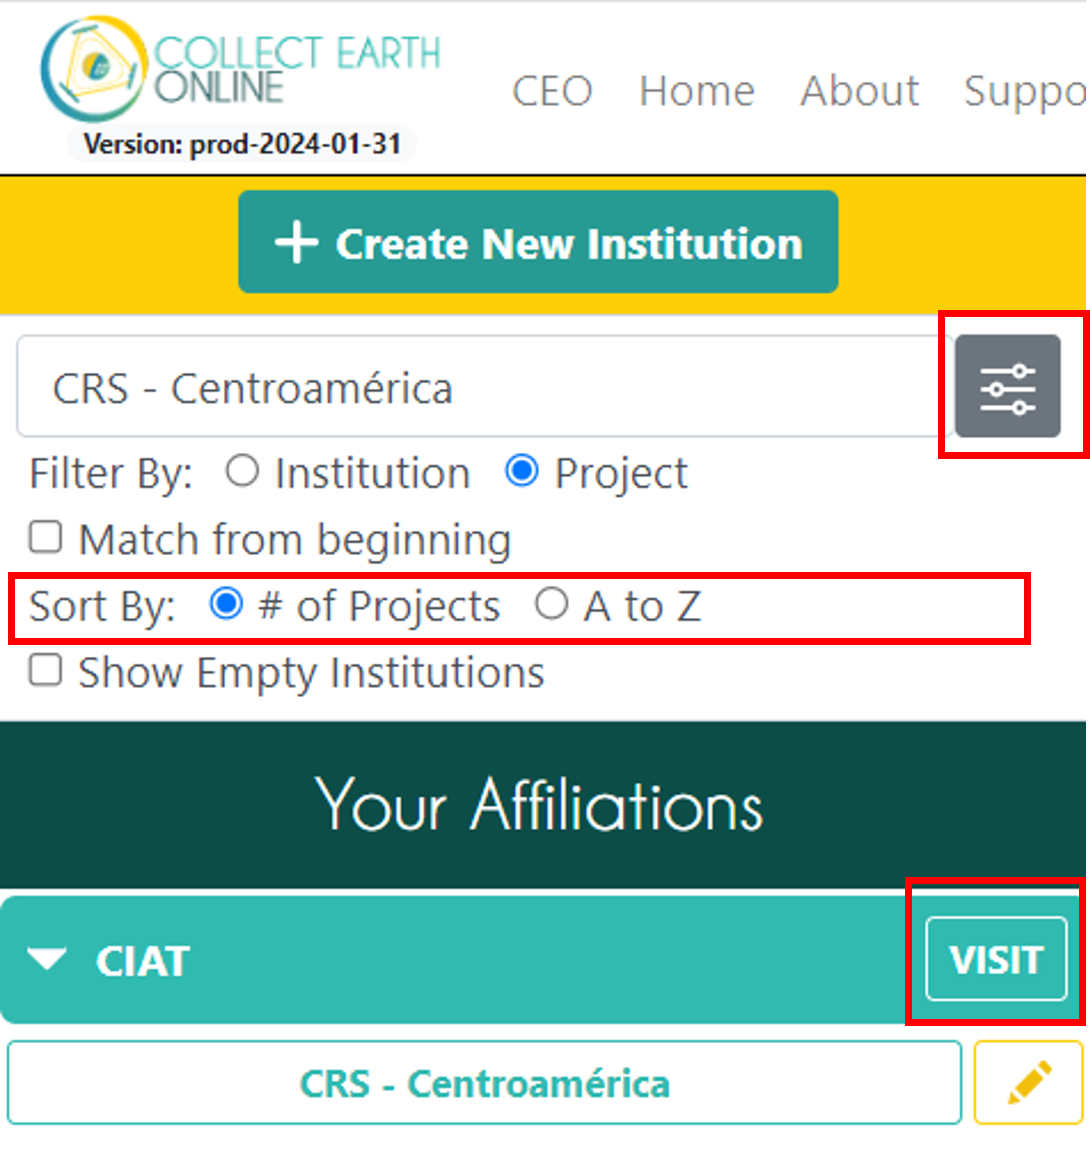 COLLECT EARTH
ONLINE
CEO Home About Suppo
Version: prod-2024-01-31
Create New Institution
CRS - Centroamérica
Filter By: Institution Project
Match from beginning
Sort By: # of Projects A to Z
Show Empty Institutions
Your Affiliations
CIAT VISIT
CRS - Centroamérica